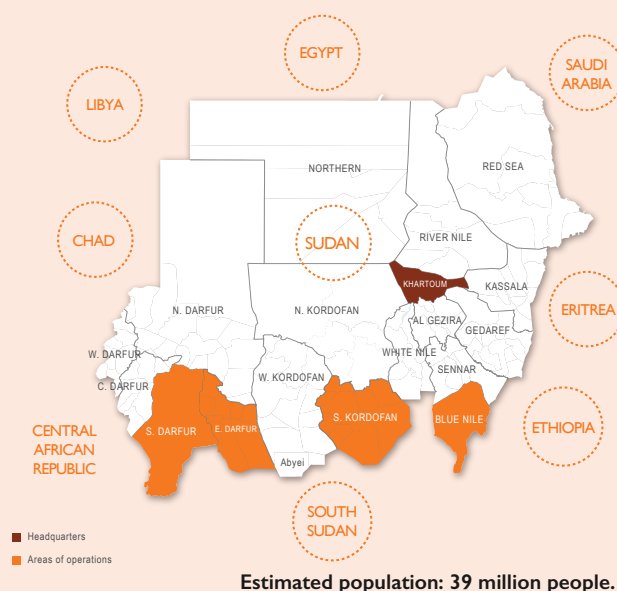 EGYPT
SAUDI
ARABIA
LIBYA
NORTHERN
RED SEA
CHAD
SUDAN
RIVER NILE
KHARTOUM
KASSALA
N. DARFUR
N. KORDOFAN
AL GEZIRA
ERITREA
GEDAREF
W. DARFUR
WHITE NILE
SENNAR
C. DARFUR
W. KORDOFAN
S. DARFUR
E. DARFUR
S. KORDOFAN
BLUE NILE
CENTRAL
AFRICAN
REPUBLIC
ETHIOPIA
Abyei
SOUTH
SUDAN
Headquarters
Areas of operations
Estimated population: 39 million people.